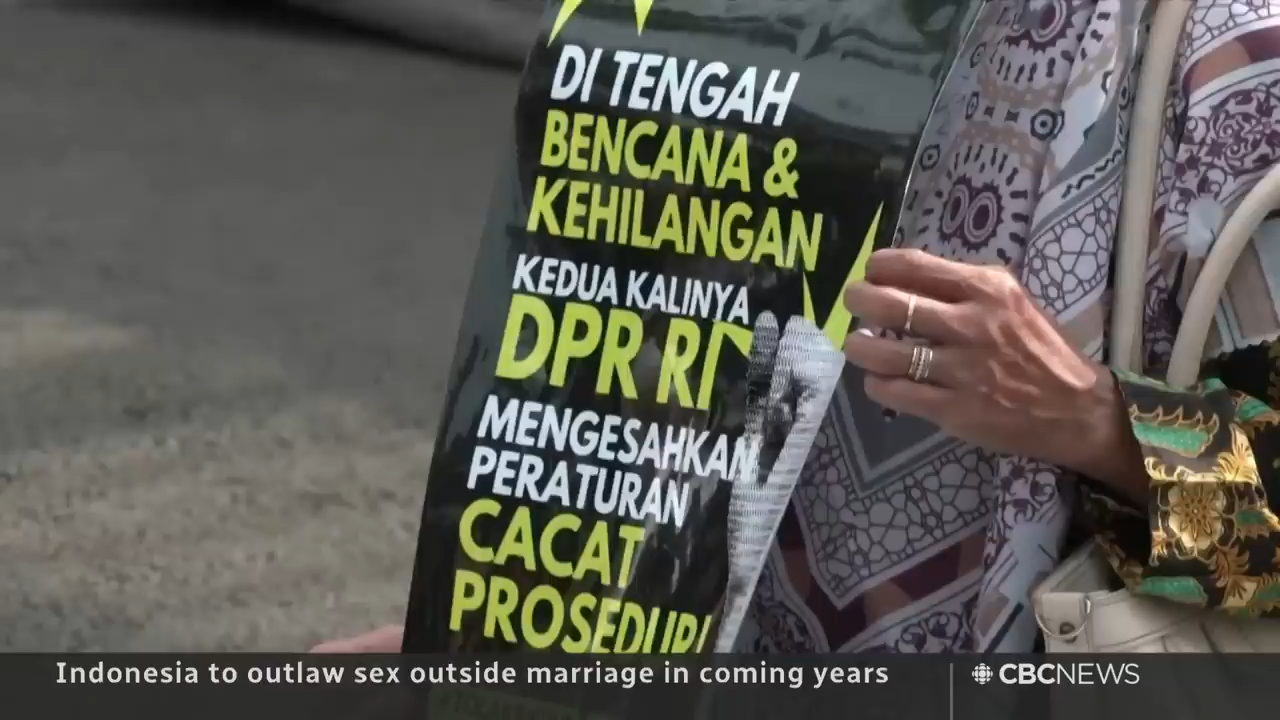 DI TENGAH
BENCANA &
KEHILANGAN
KEDUA KALINYA
DPR RI
MENGESAHKAN
PERATURAN
CACAT
PROSEDUR!
Indonesia to outlaw sex outside marriage in coming years
CBCNEWS